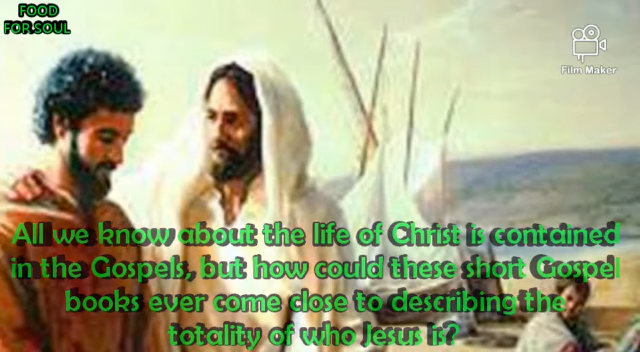 FOOD
FOR.SOUL
Film Maker
All we know about the life of Christ is contained
in the Gospels, but how could these short Gospel
books ever come close to describing the
totality of who Jesus is?